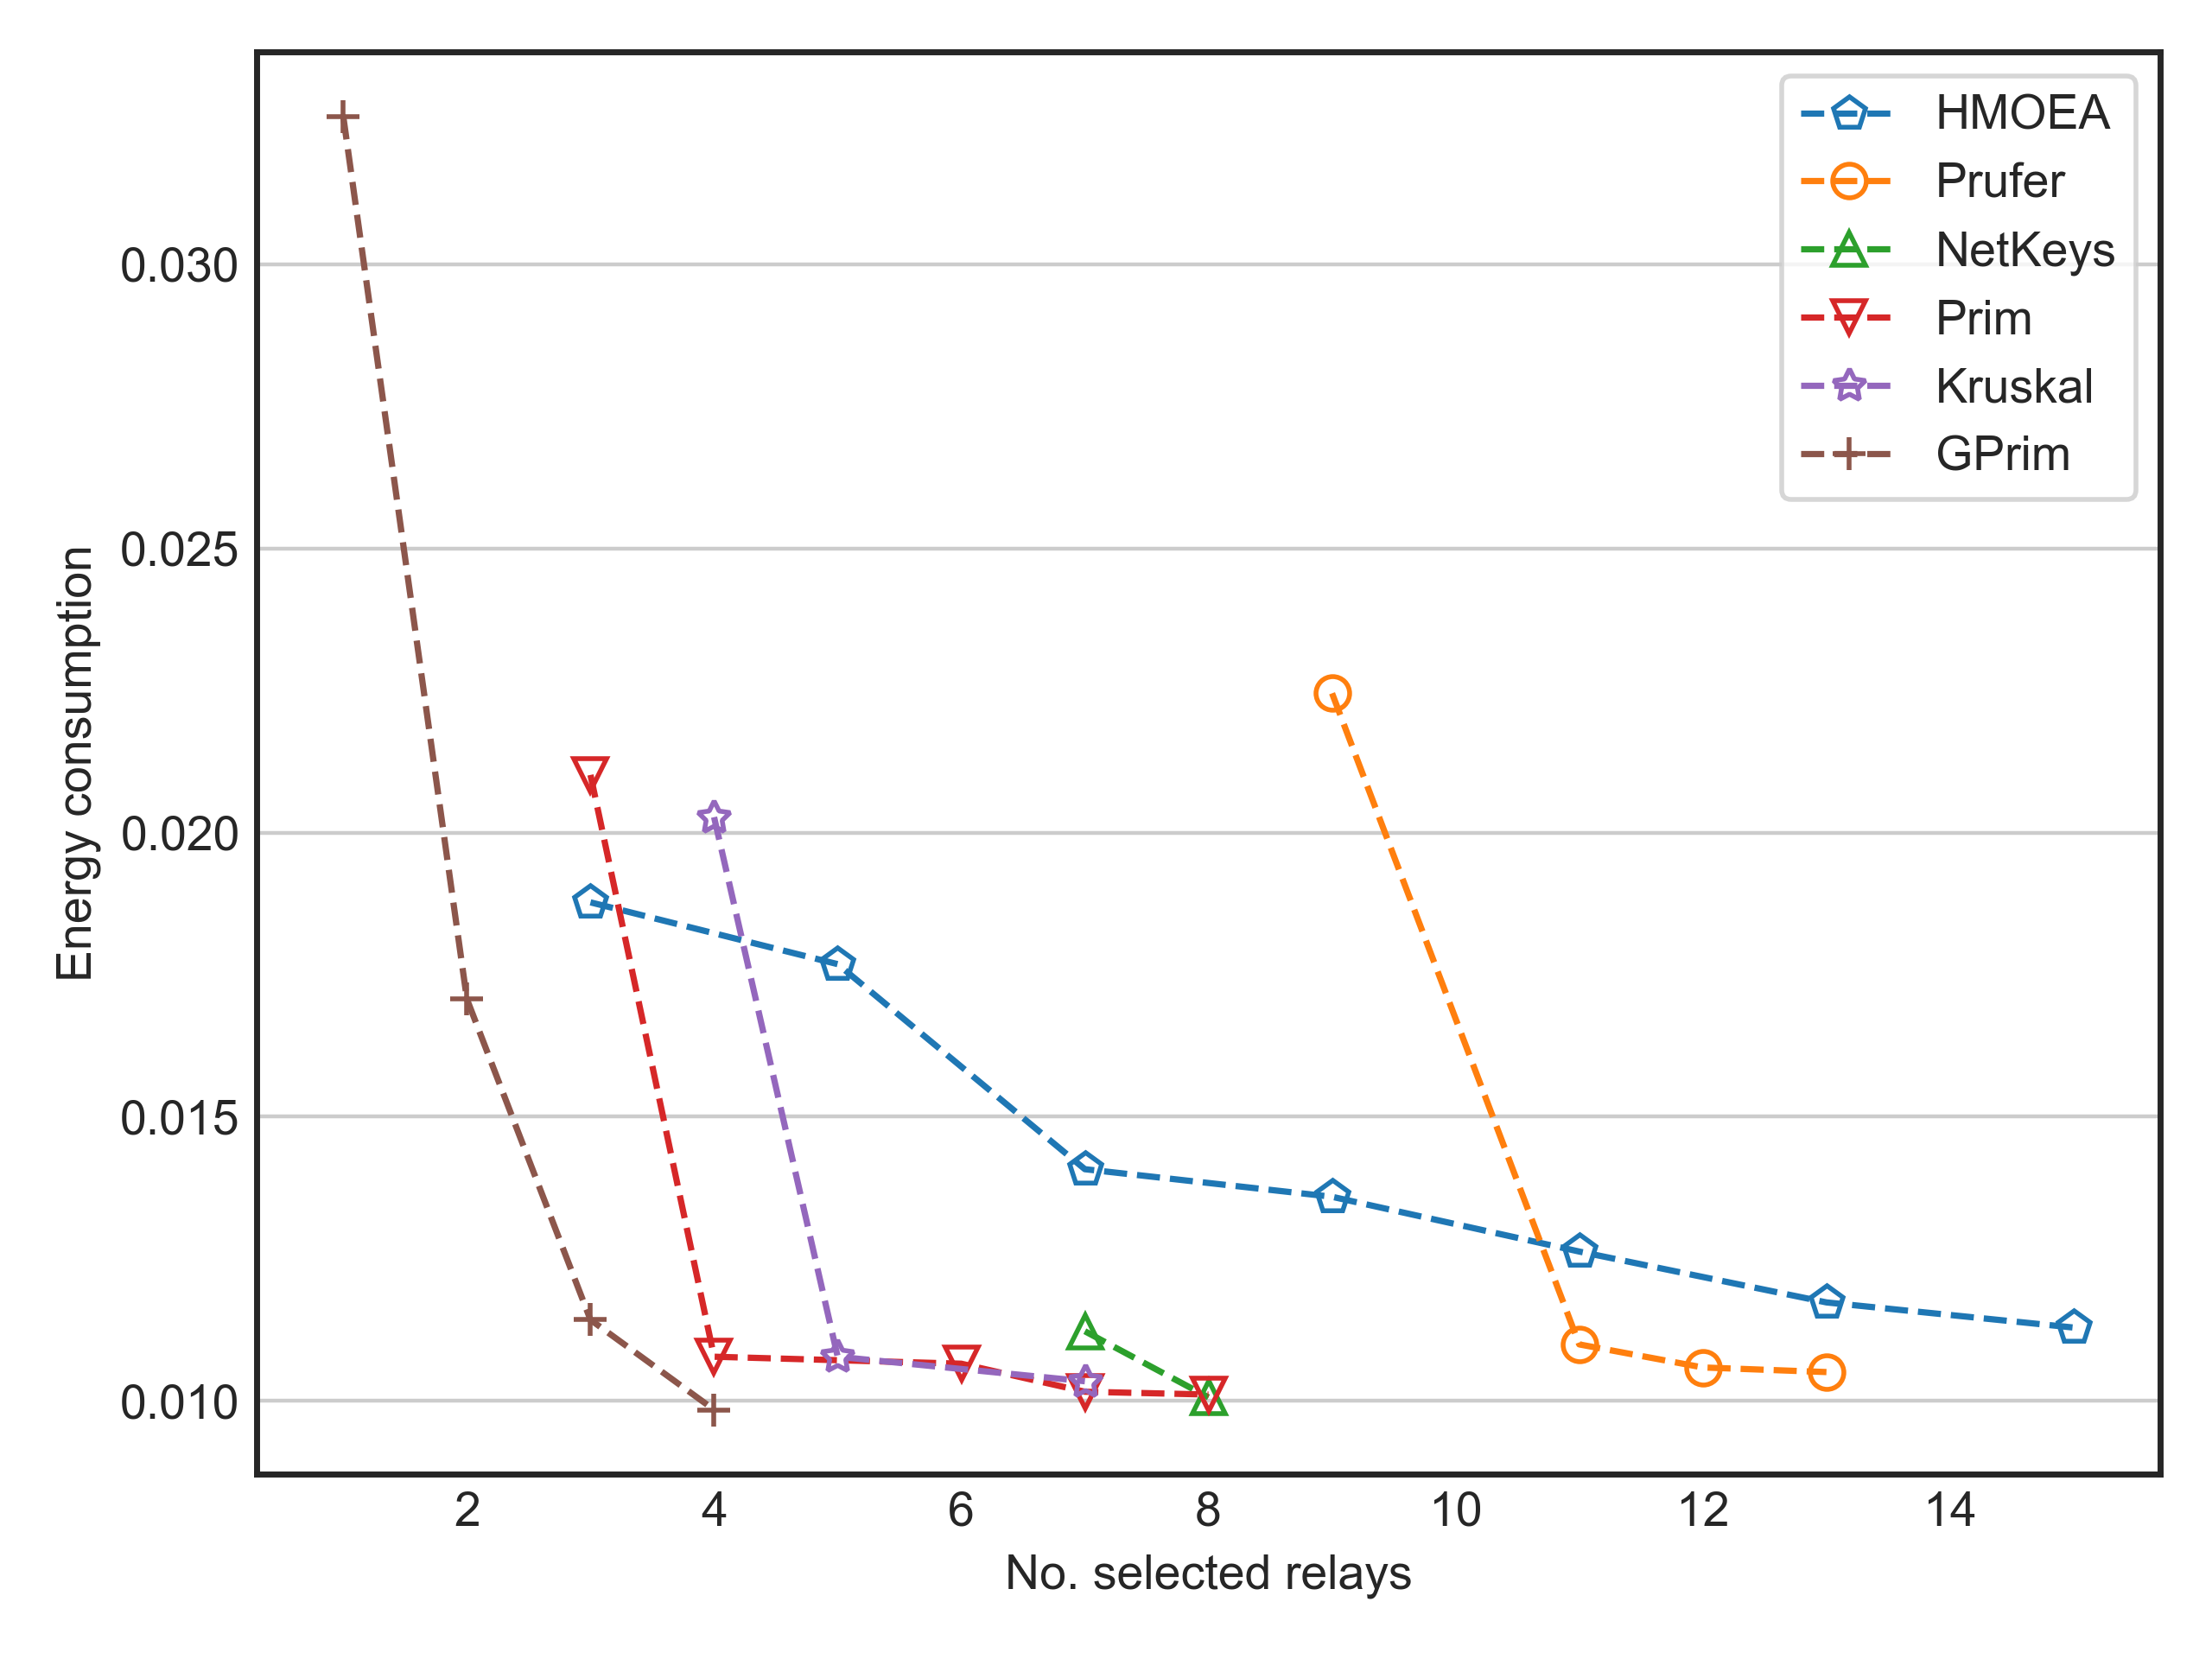 HMOEA
Prufer
NetKeys
Prim
Kruskal
GPrim
0.030
0.025
0.020
0.015
0.010
Energy consumption
2 4 6 8 10 12 14
No. selected relays